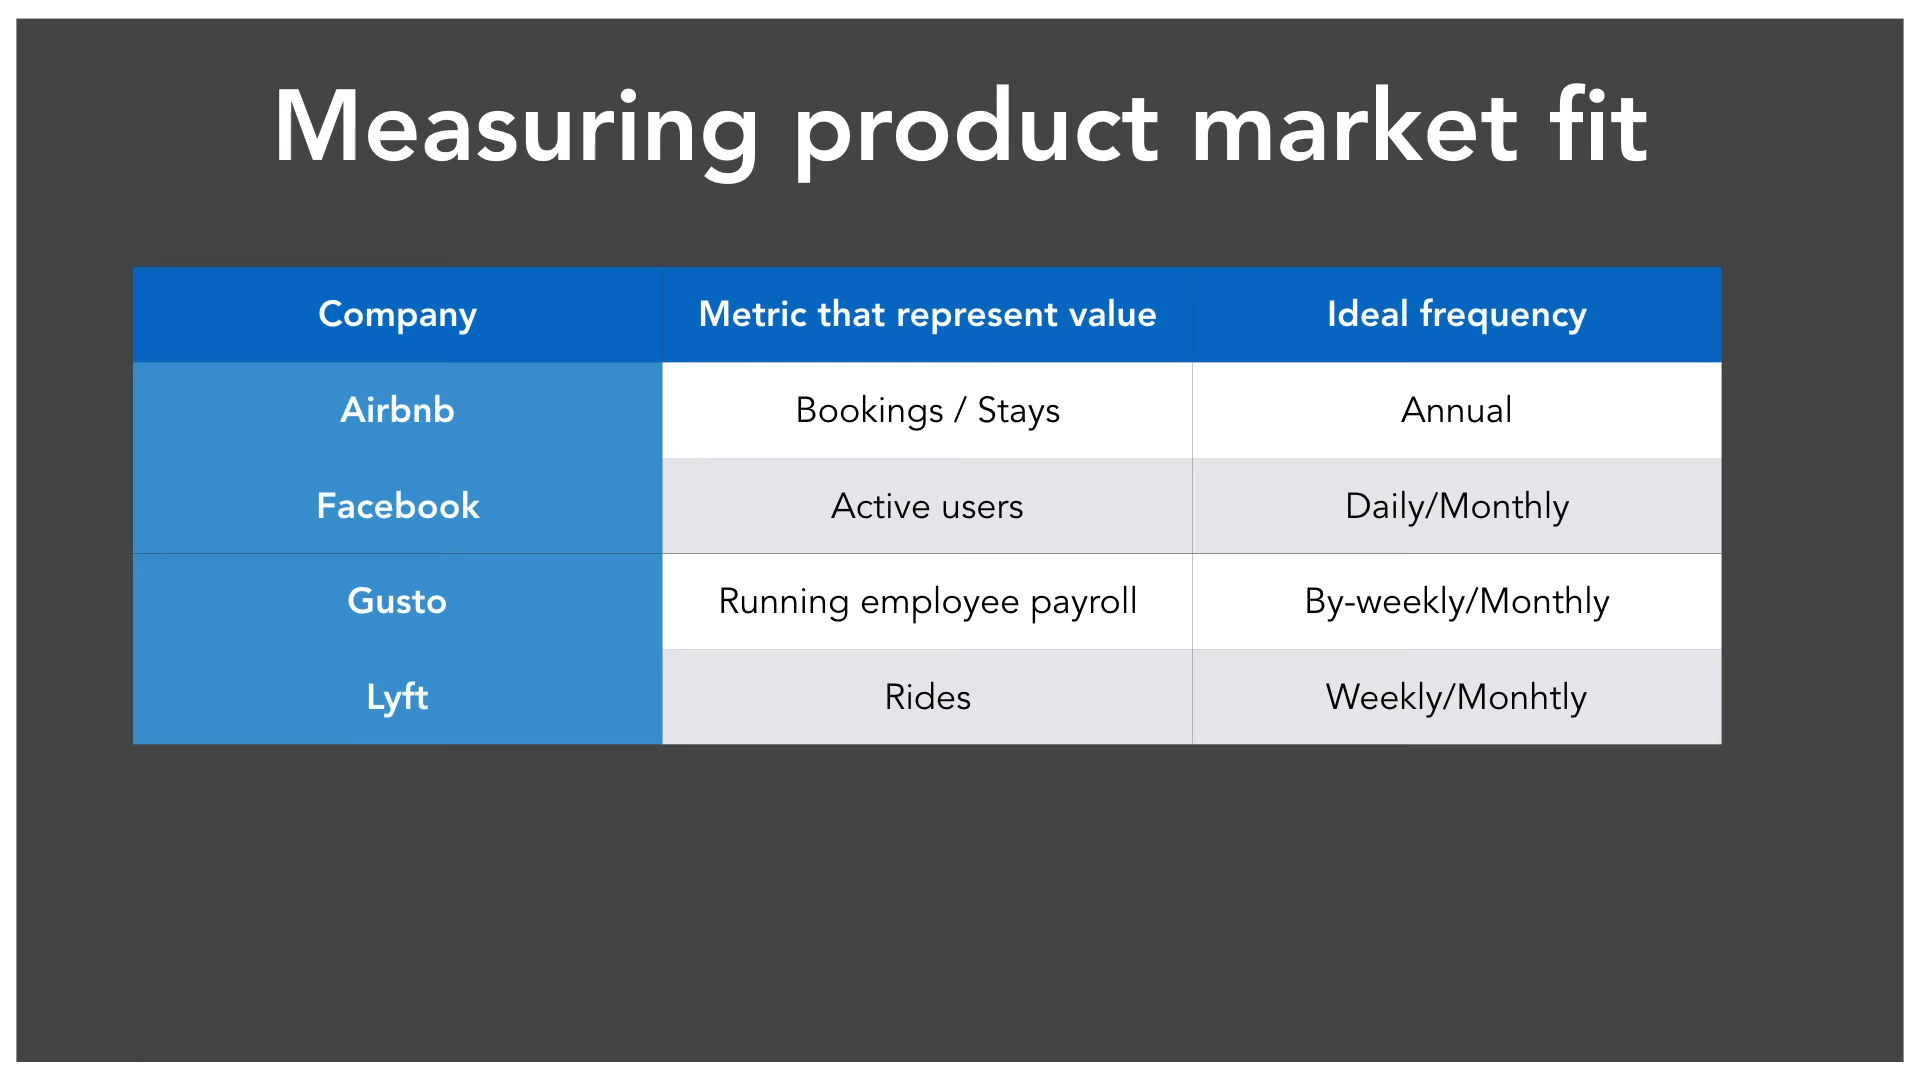 Measuring product market fit
Company Metric that represent value Ideal frequency
Airbnb Bookings / Stays Annual
Facebook Active users Daily/Monthly
Gusto Running employee payroll By-weekly/Monthly
Lyft Rides Weekly/Monhtly